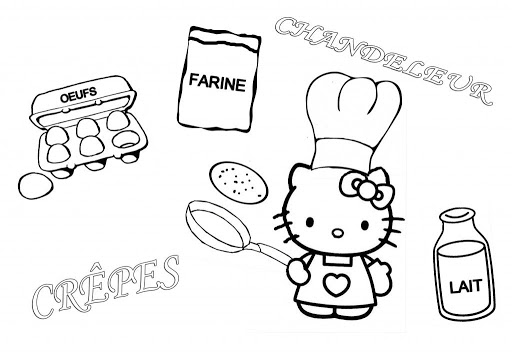 CHANDELEUR
FARINE
OEUFS
CRÊPES
LAIT